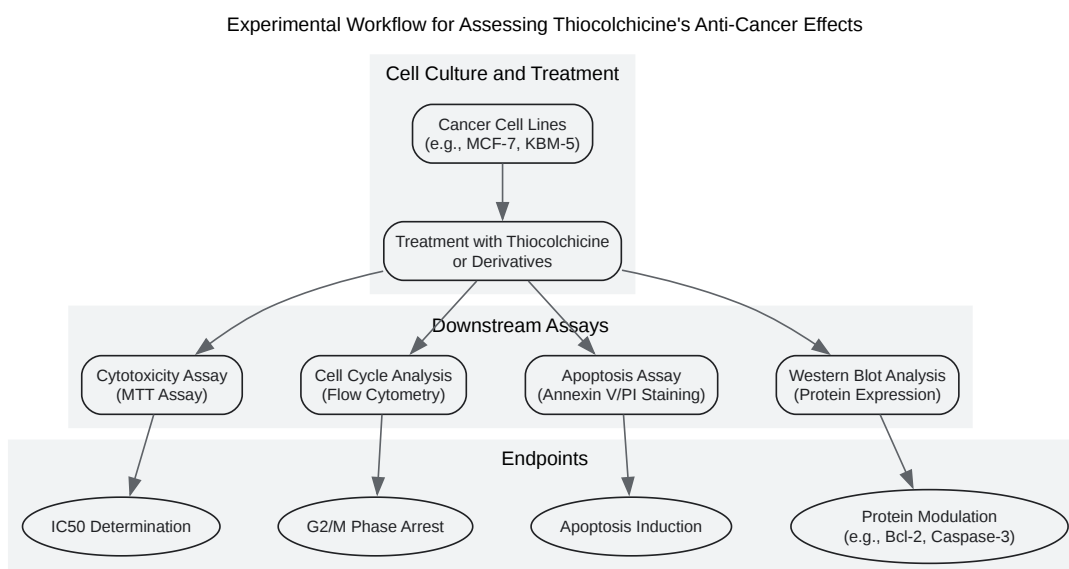 Experimental Workflow for Assessing Thiocolchicine's Anti-Cancer Effects
Cell Culture and Treatment
Cancer Cell Lines
(e.g., MCF-7, KBM-5)
Treatment with Thiocolchicine
or Derivatives
Downstream Assays
Cytotoxicity Assay
(MTT Assay)
Cell Cycle Analysis
(Flow Cytometry)
Apoptosis Assay
(Annexin V/PI Staining)
Western Blot Analysis
(Protein Expression)
Endpoints
IC50 Determination
G2/M Phase Arrest
Apoptosis Induction
Protein Modulation
(e.g., Bcl-2, Caspase-3)